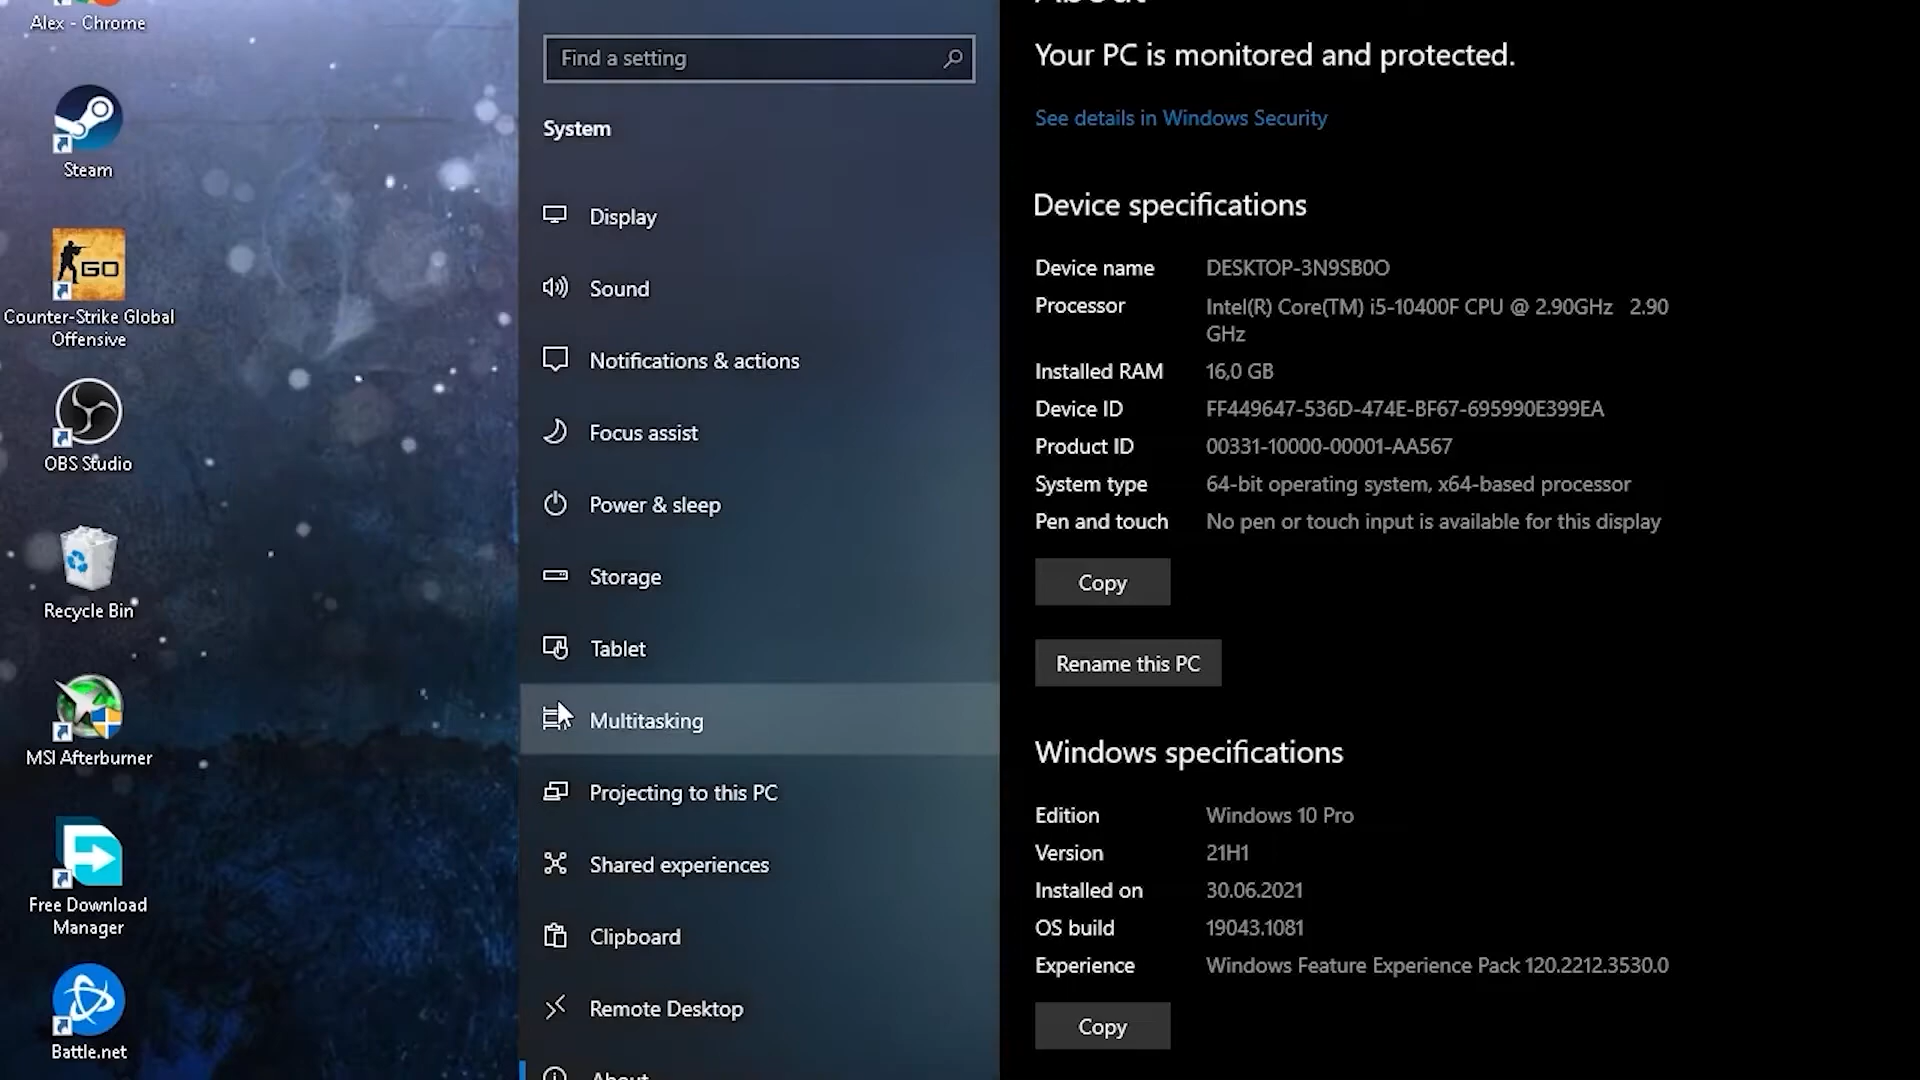 Alex - Chrome
Steam
GO
Counter-Strike Global
Offensive
OBS Studio
Recycle Bin
MSI Afterburner
Free Download
Manager
Battle.net
Find a setting
System
Display
Sound
Notifications & actions
Focus assist
Power & sleep
Storage
Tablet
Multitasking
Projecting to this PC
Shared experiences
Clipboard
Remote Desktop
About
About
Your PC is monitored and protected.
See details in Windows Security
Device specifications
Device name DESKTOP-3N9SB0O
Processor Intel(R) Core(TM) i5-10400F CPU @ 2.90GHz 2.90
GHz
Installed RAM 16,0 GB
Device ID FF449647-536D-474E-BF67-695990E399EA
Product ID 00331-10000-00001-AA567
System type 64-bit operating system, x64-based processor
Pen and touch No pen or touch input is available for this display
Copy
Rename this PC
Windows specifications
Edition Windows 10 Pro
Version 21H1
Installed on 30.06.2021
OS build 19043.1081
Experience Windows Feature Experience Pack 120.2212.3530.0
Copy